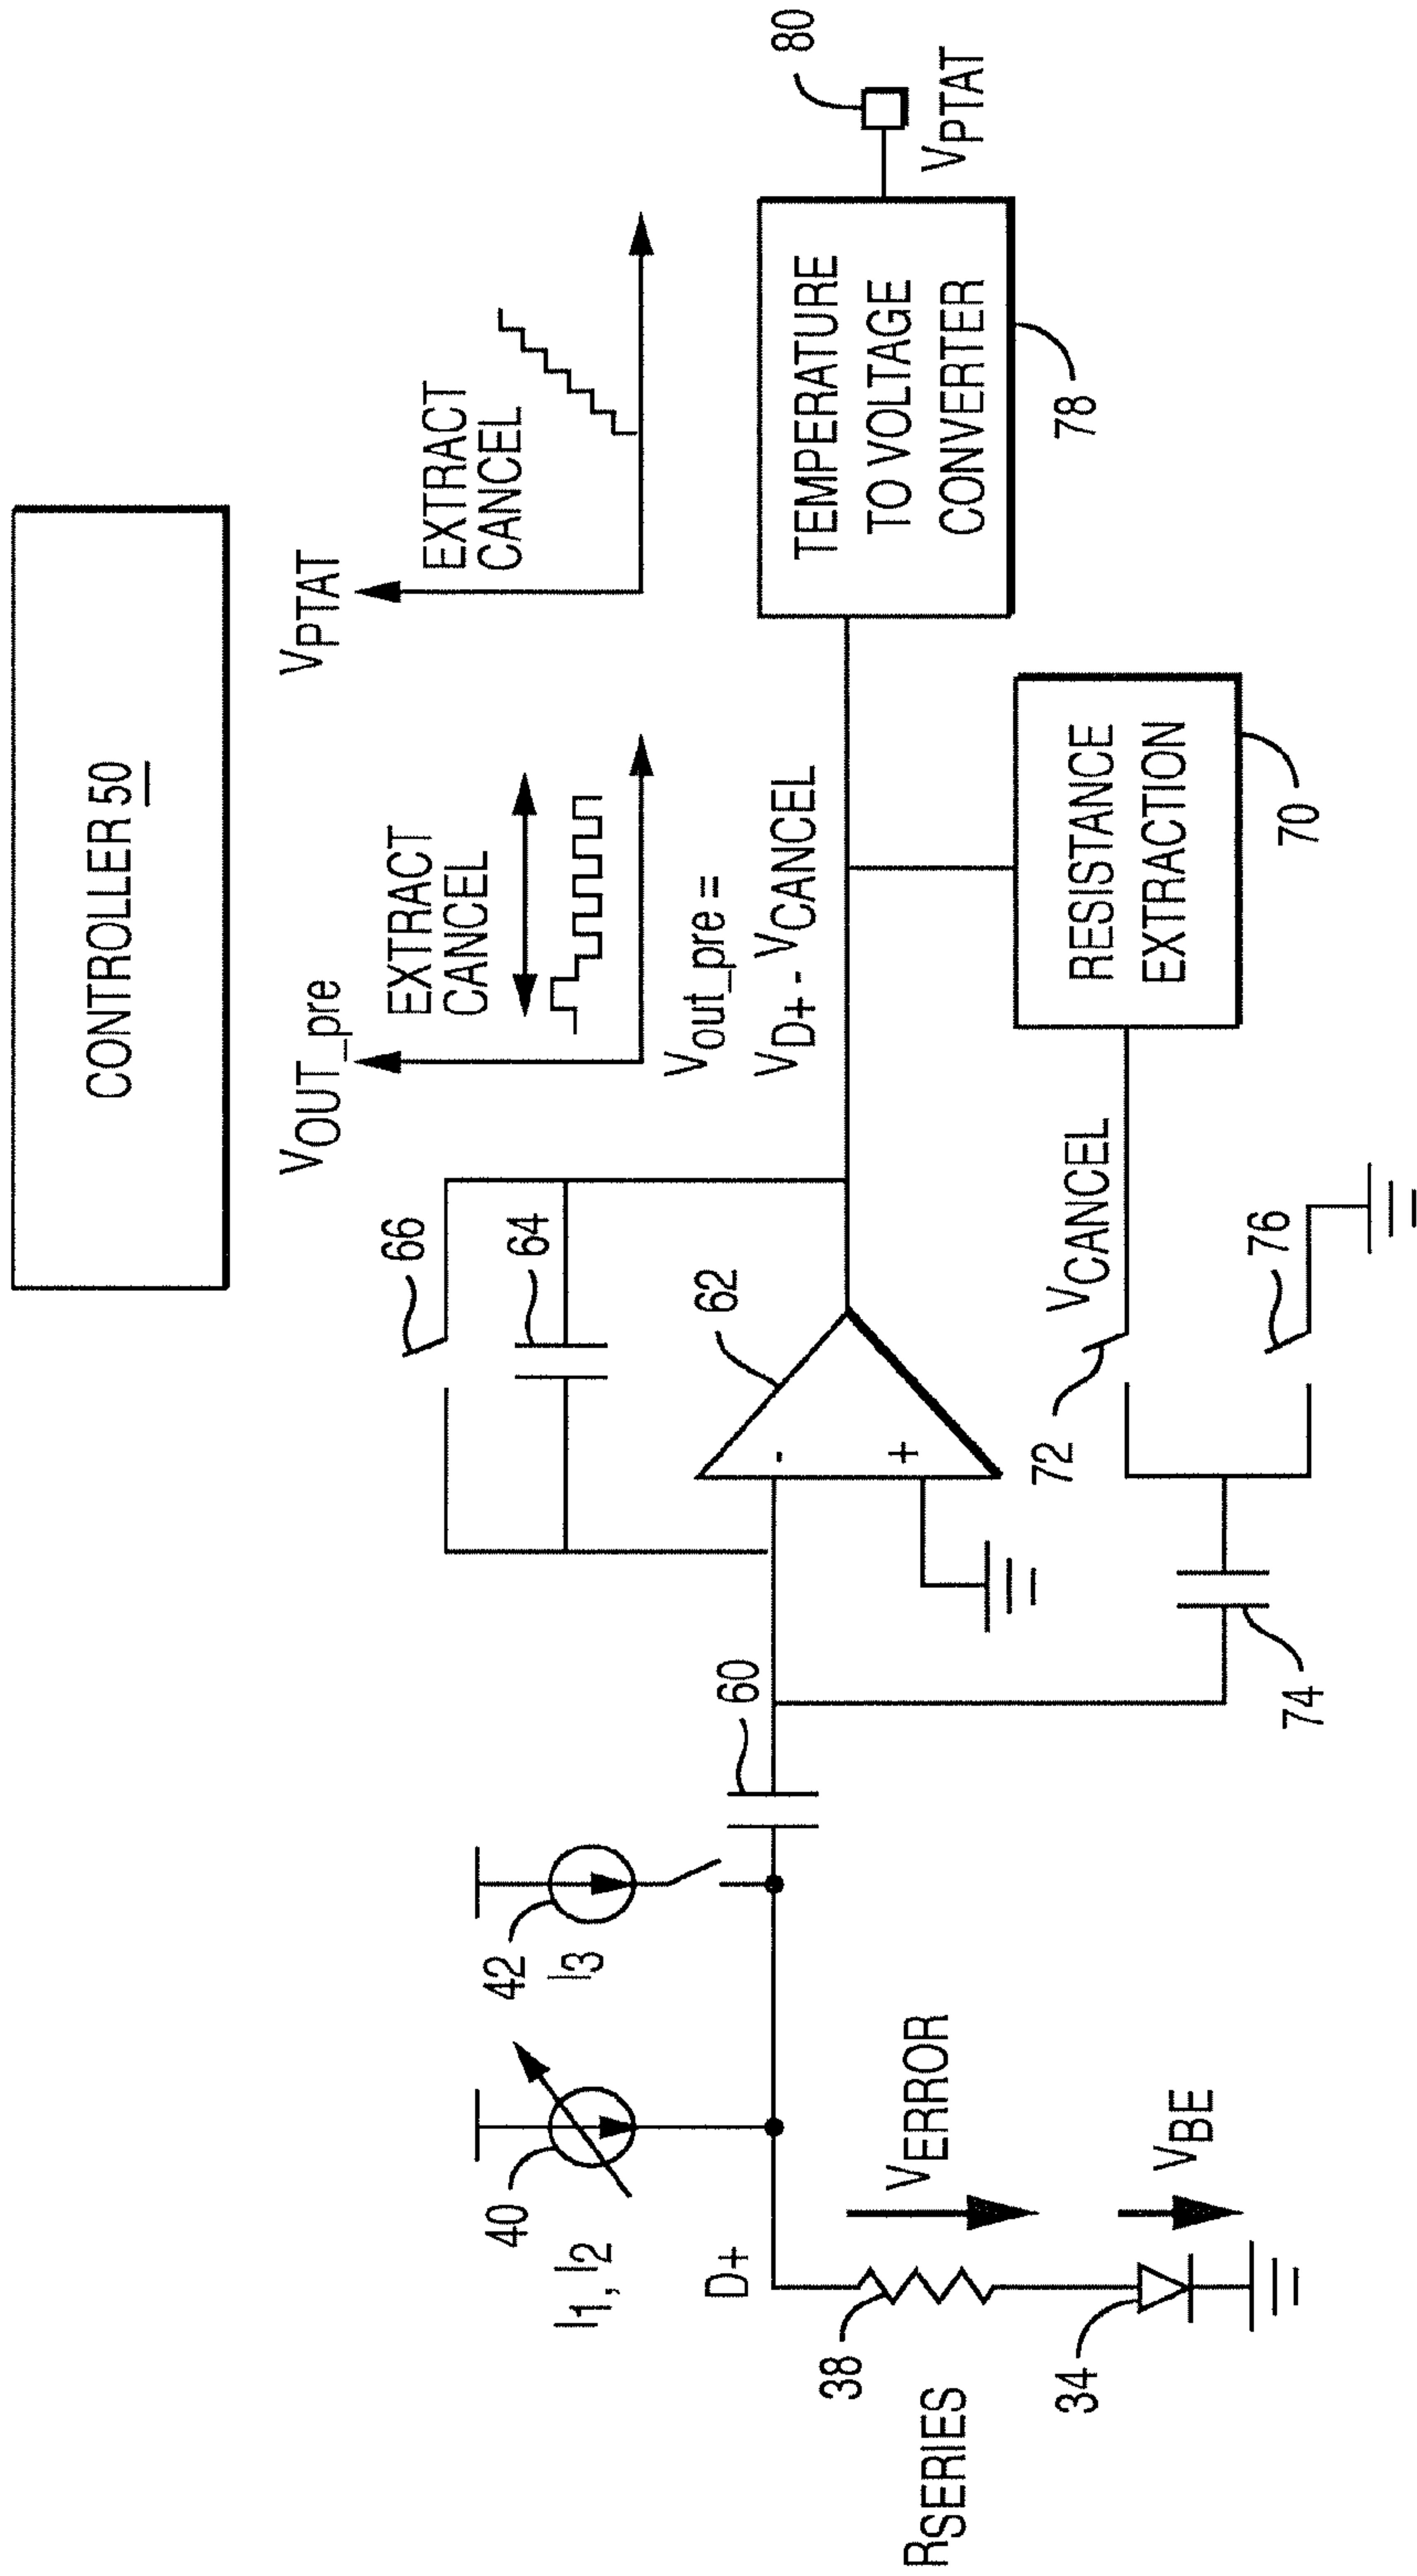 CONTROLLER 50
VOUT_pre
EXTRACT
CANCEL
VPTAT
EXTRACT
CANCEL
66
64
62
-
+
Vout_pre =
VD+ - VCANCEL
TEMPERATURE
TO VOLTAGE
CONVERTER
78
80
VPTAT
RESISTANCE
EXTRACTION
70
VCANCEL
72
76
74
60
42
I3
40
I1, I2
D+
VERROR
VBE
38
RSERIES
34